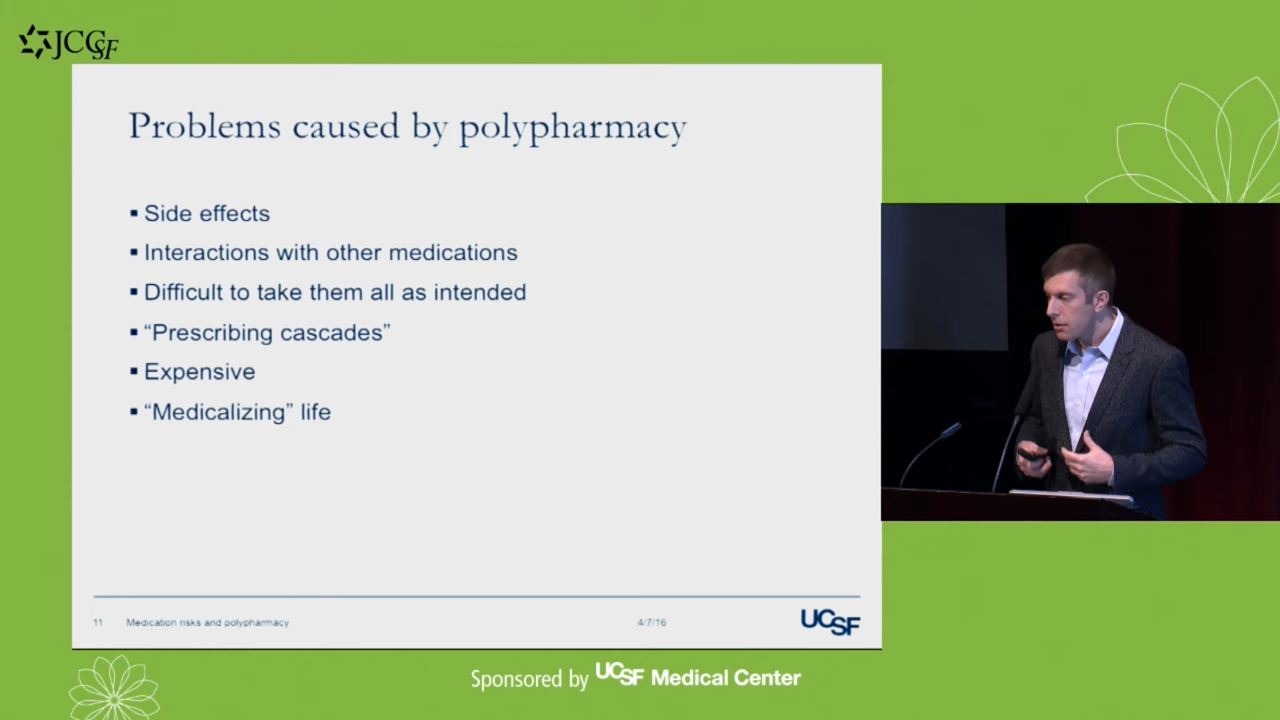 JCCSF
Problems caused by polypharmacy
▪ Side effects
▪ Interactions with other medications
▪ Difficult to take them all as intended
▪ “Prescribing cascades”
▪ Expensive
▪ “Medicalizing” life
11 Medication risks and polypharmacy 4/7/16 UCSF
Sponsored by UCSF Medical Center